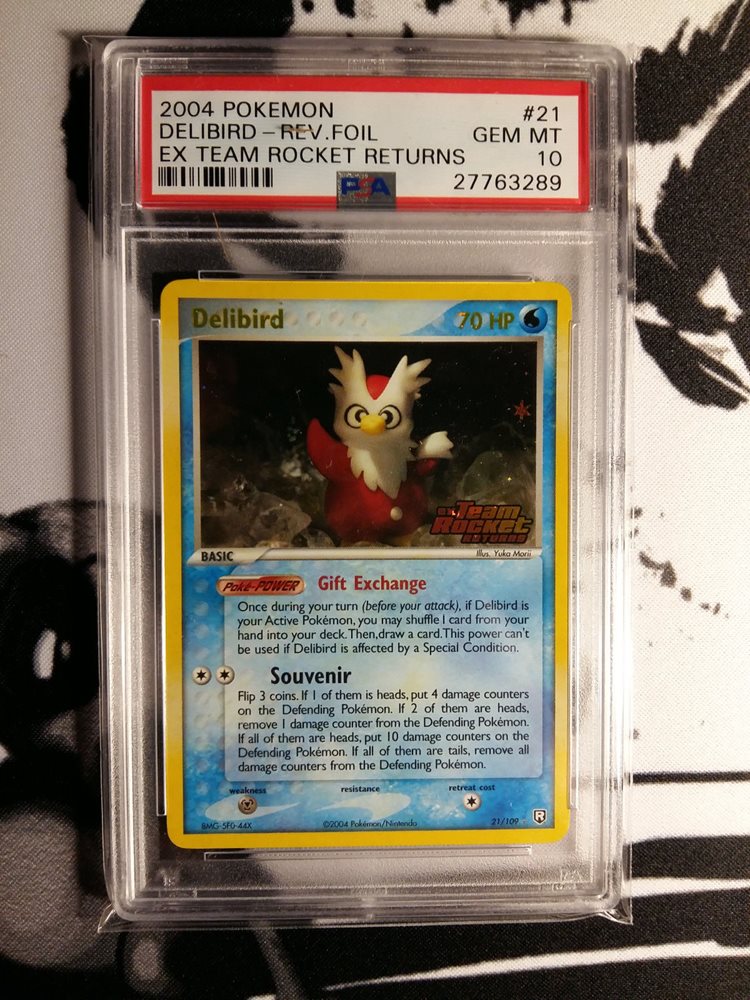 2004 POKEMON #21
DELIBIRD - REV.FOIL GEM MT
EX TEAM ROCKET RETURNS 10
27763289
PSA
Delibird 70 HP
EX Team
Rocket
RETURNS
BASIC Illus. Yuka Morii
Poké-POWER Gift Exchange
Once during your turn (before your attack), if Delibird is
your Active Pokémon, you may shuffle 1 card from your
hand into your deck. Then, draw a card. This power can't
be used if Delibird is affected by a Special Condition.
Souvenir
Flip 3 coins. If 1 of them is heads, put 4 damage counters
on the Defending Pokémon. If 2 of them are heads,
remove 1 damage counter from the Defending Pokémon.
If all of them are heads, put 10 damage counters on the
Defending Pokémon. If all of them are tails, remove all
damage counters from the Defending Pokémon.
weakness resistance retreat cost
BMG-5F0-44X ©2004 Pokémon/Nintendo 21/109 R